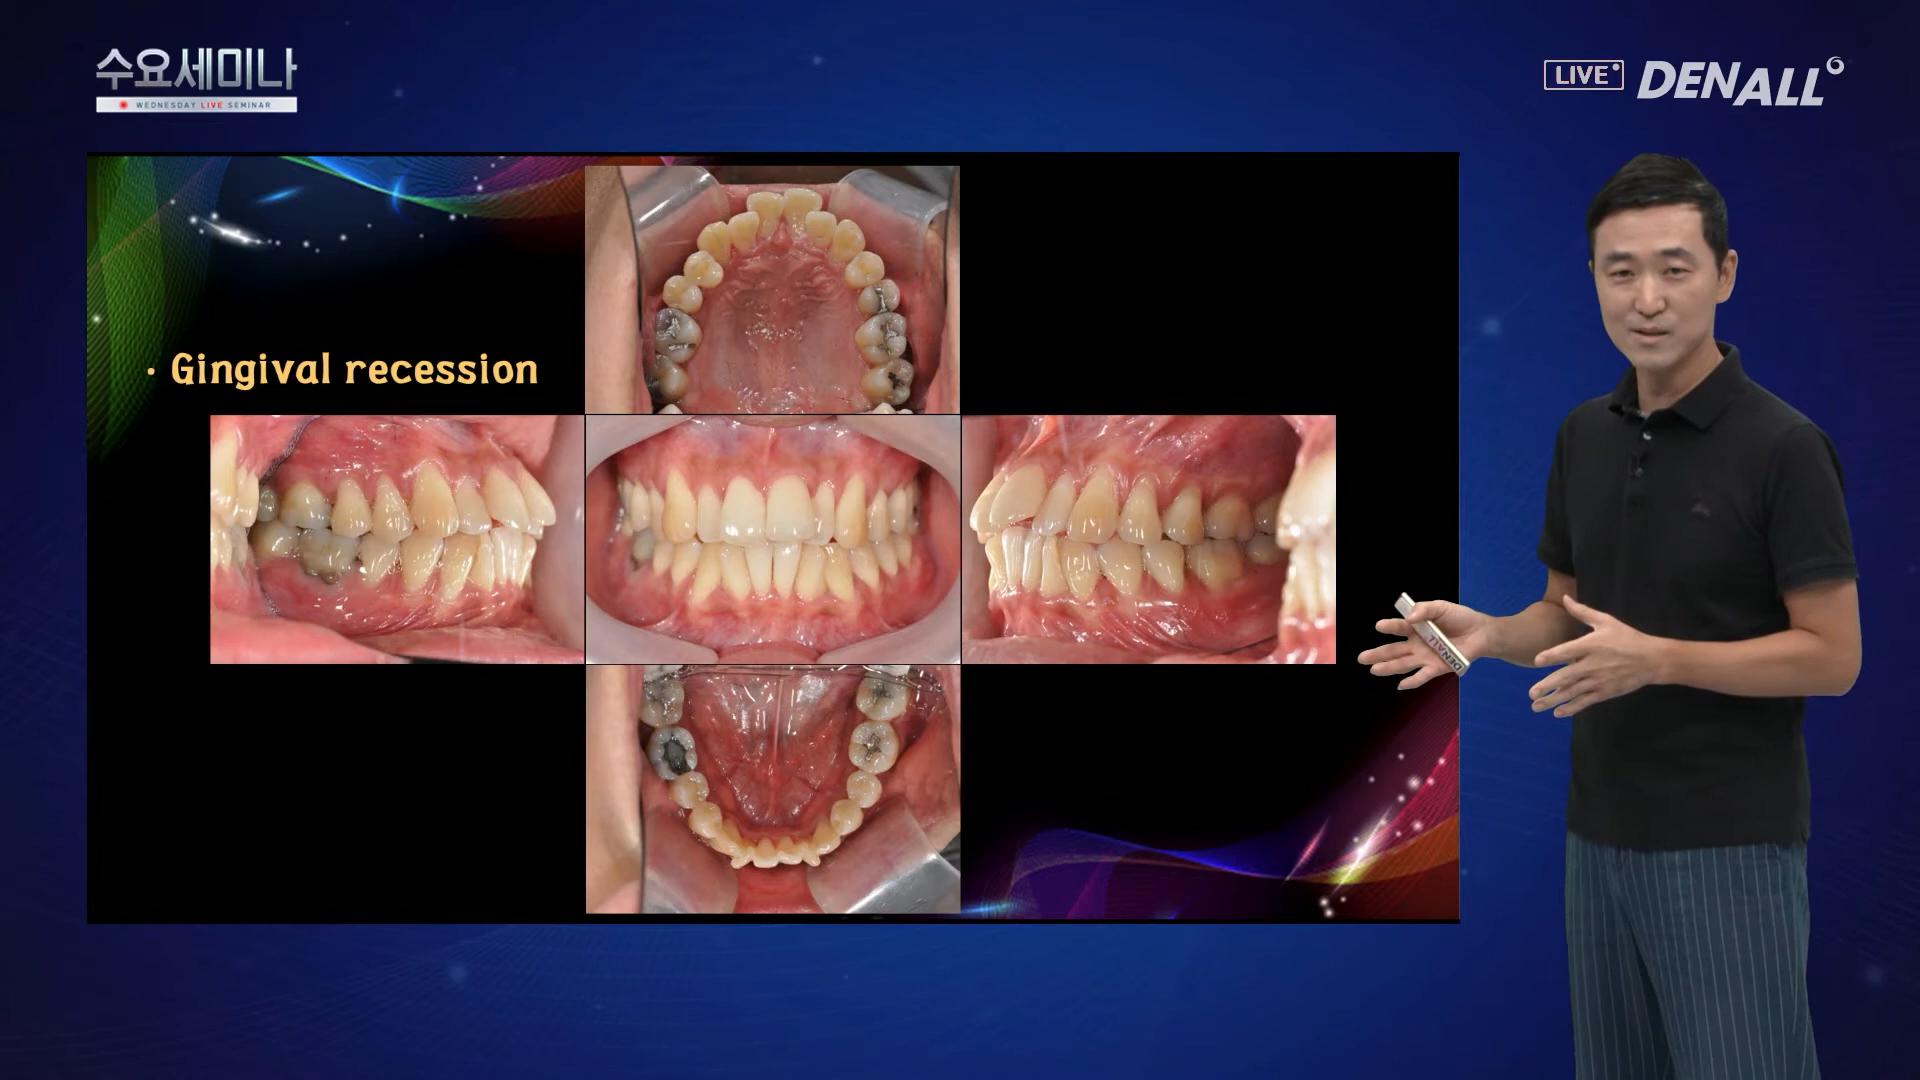 수요세미나
WEDNESDAY LIVE SEMINAR
LIVE
DENALL
• Gingival recession
DENALL